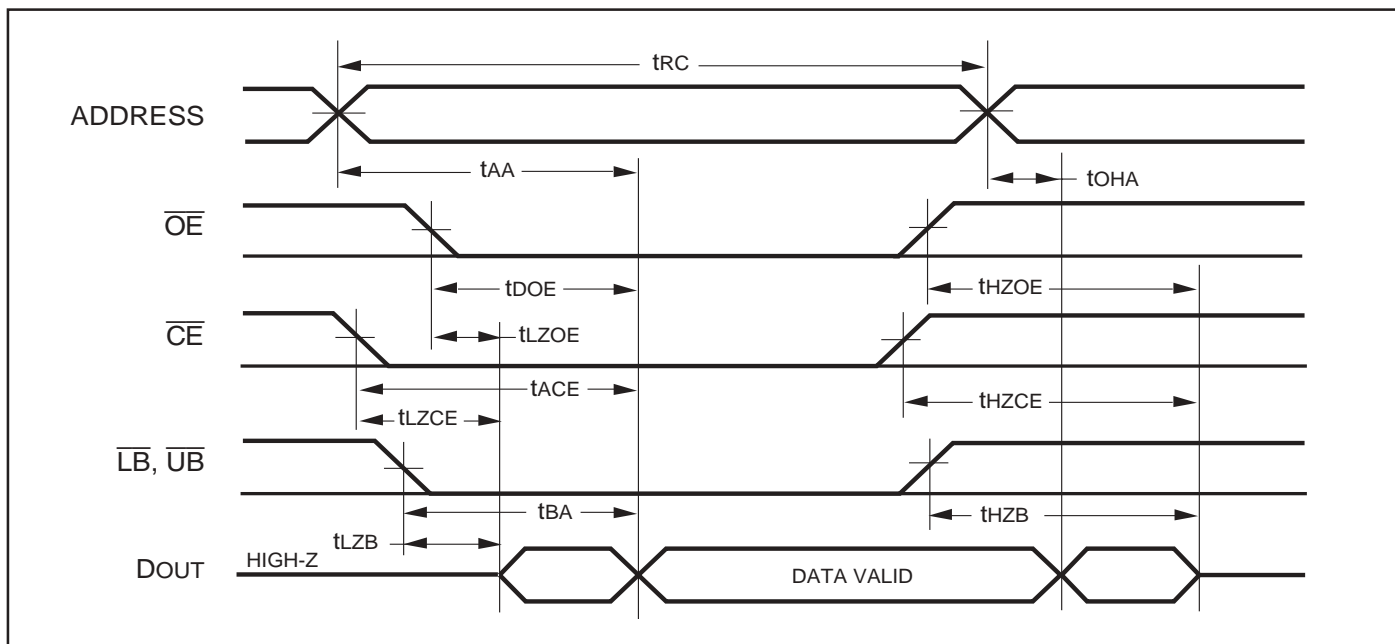 tRC
ADDRESS
tAA
tOHA
OE
tDOE
tHZOE
CE
tLZOE
tACE
tHZCE
tLZCE
LB, UB
tBA
tHZB
tLZB
HIGH-Z
DOUT
DATA VALID